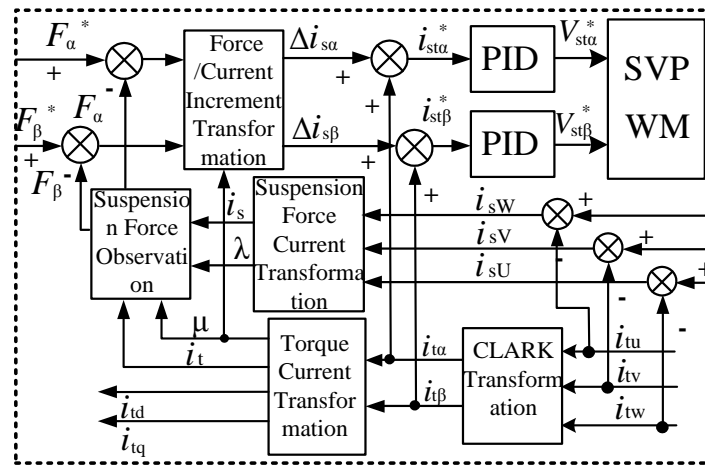 Fα*
+
-
Force
/Current
Increment
Transfor
mation
Δisα
+
+
istα*
PID
Vstα*
SVP
WM
Fβ*
Fα
+
-
Fβ
Δisβ
+
+
istβ*
PID
Vstβ*
Suspensio
n Force
Observati
on
is
λ
Suspension
Force
Current
Transforma
tion
isW
+
-
isV
+
-
isU
+
-
μ
it
itd
itq
Torque
Current
Transfor
mation
itα
itβ
CLARK
Transform
ation
itu
itv
itw